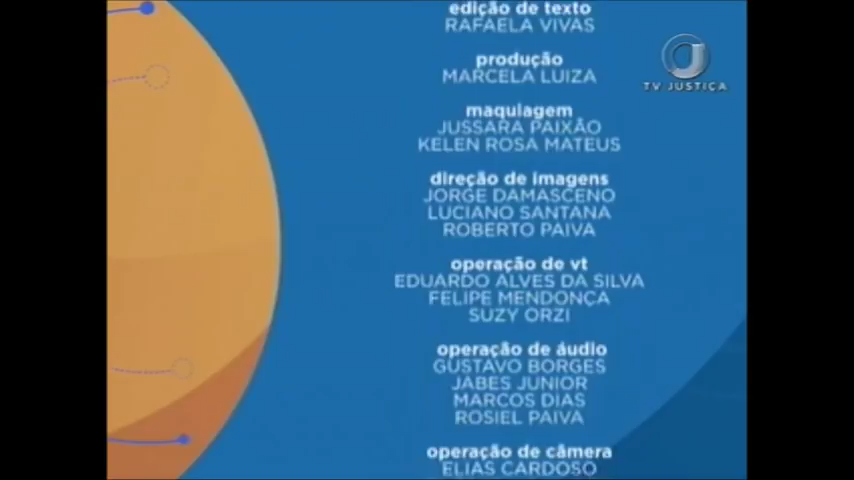 edição de texto
RAFAELA VIVAS
produção
MARCELA LUIZA
maquiagem
JUSSARA PAIXÃO
KELEN ROSA MATEUS
direção de imagens
JORGE DAMASCENO
LUCIANO SANTANA
ROBERTO PAIVA
operação de vt
EDUARDO ALVES DA SILVA
FELIPE MENDONÇA
SUZY ORZI
operação de áudio
GUSTAVO BORGES
JABES JUNIOR
MARCOS DIAS
ROSIEL PAIVA
operação de câmera
ELIAS CARDOSO
TV JUSTIÇA